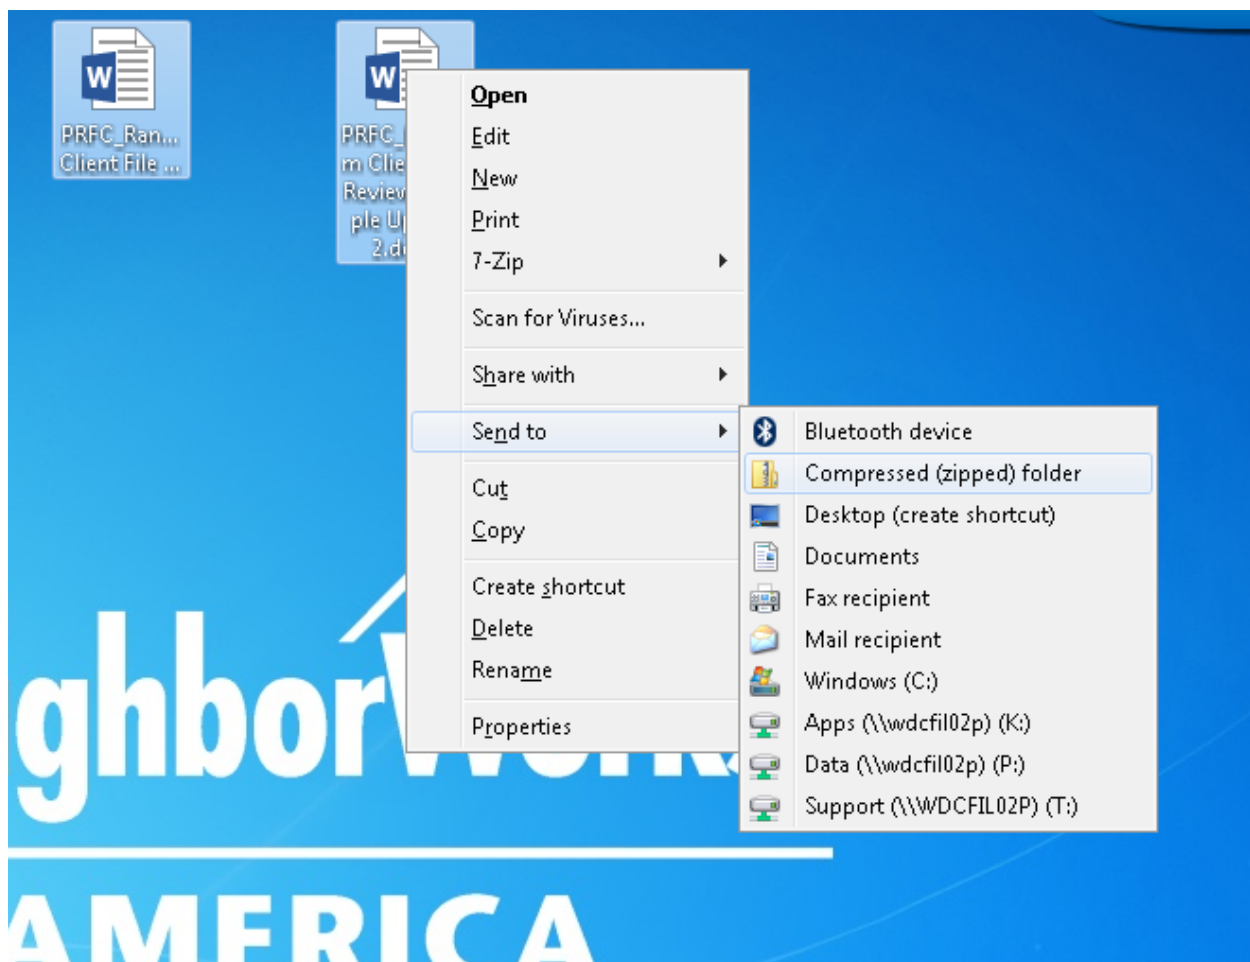 PRFC_Ran...
Client File ...
PRFC_
m Clie
Review
ple U
2.d
Open
Edit
New
Print
7-Zip
Scan for Viruses...
Share with
Send to
Cut
Copy
Create shortcut
Delete
Rename
Properties
Bluetooth device
Compressed (zipped) folder
Desktop (create shortcut)
Documents
Fax recipient
Mail recipient
Windows (C:)
Apps (\\wdcfil02p) (K:)
Data (\\wdcfil02p) (P:)
Support (\\WDCFIL02P) (T:)
ghborWorks
AMERICA